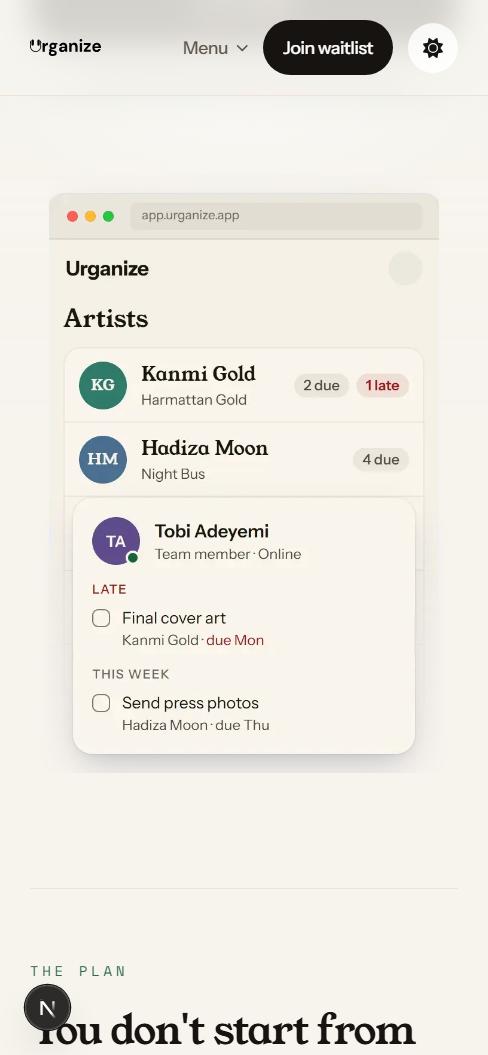 Urganize
Menu
Join waitlist
app.urganize.app
Urganize
Artists
KG
Kanmi Gold
Harmattan Gold
2 due
1 late
HM
Hadiza Moon
Night Bus
4 due
TA
Tobi Adeyemi
Team member · Online
LATE
Final cover art
Kanmi Gold · due Mon
THIS WEEK
Send press photos
Hadiza Moon · due Thu
THE PLAN
N
You don't start from